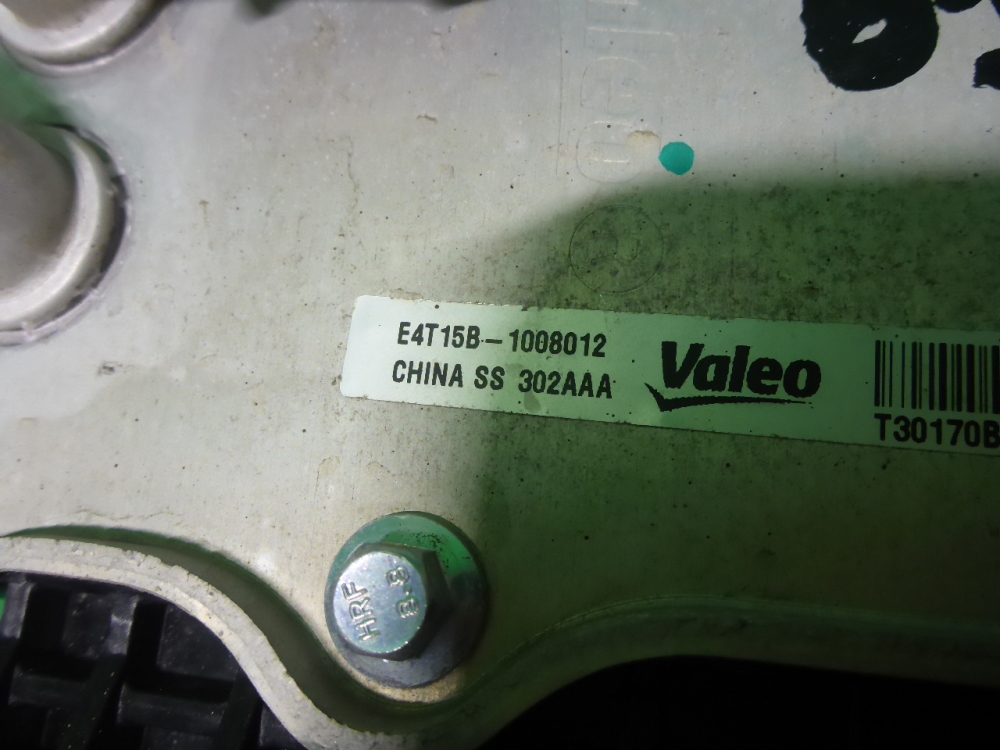 E4T15B-1008012
CHINA SS 302AAA
Valeo
T30170B
HRF
8.8